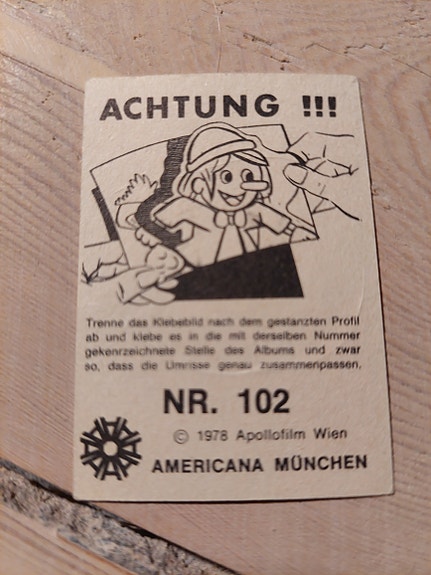 ACHTUNG !!!
Trenne das Klebebild nach dem gestanzten Profil
ab und klebe es in die mit derselben Nummer
gekenrzeichnete Stelle des Albums und zwar
so, dass die Umrisse genau zusammenpassen.
NR. 102
© 1978 Apollofilm Wien
AMERICANA MÜNCHEN